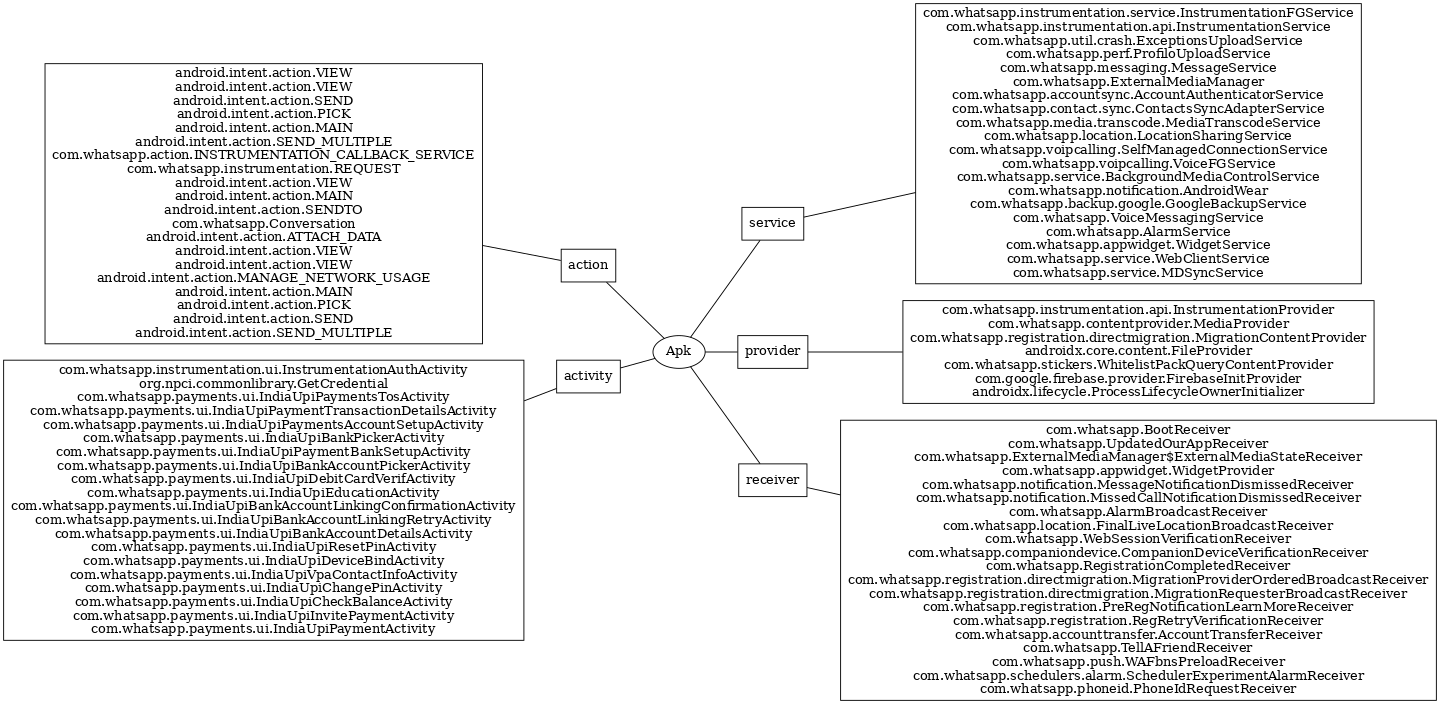 android.intent.action.VIEW
android.intent.action.VIEW
android.intent.action.SEND
android.intent.action.PICK
android.intent.action.MAIN
android.intent.action.SEND_MULTIPLE
com.whatsapp.action.INSTRUMENTATION_CALLBACK_SERVICE
com.whatsapp.instrumentation.REQUEST
android.intent.action.VIEW
android.intent.action.MAIN
android.intent.action.SENDTO
com.whatsapp.Conversation
android.intent.action.ATTACH_DATA
android.intent.action.VIEW
android.intent.action.VIEW
android.intent.action.MANAGE_NETWORK_USAGE
android.intent.action.MAIN
android.intent.action.PICK
android.intent.action.SEND
android.intent.action.SEND_MULTIPLE
action
com.whatsapp.instrumentation.ui.InstrumentationAuthActivity
org.npci.commonlibrary.GetCredential
com.whatsapp.payments.ui.IndiaUpiPaymentsTosActivity
com.whatsapp.payments.ui.IndiaUpiPaymentTransactionDetailsActivity
com.whatsapp.payments.ui.IndiaUpiPaymentsAccountSetupActivity
com.whatsapp.payments.ui.IndiaUpiBankPickerActivity
com.whatsapp.payments.ui.IndiaUpiPaymentBankSetupActivity
com.whatsapp.payments.ui.IndiaUpiBankAccountPickerActivity
com.whatsapp.payments.ui.IndiaUpiDebitCardVerifActivity
com.whatsapp.payments.ui.IndiaUpiEducationActivity
com.whatsapp.payments.ui.IndiaUpiBankAccountLinkingConfirmationActivity
com.whatsapp.payments.ui.IndiaUpiBankAccountLinkingRetryActivity
com.whatsapp.payments.ui.IndiaUpiBankAccountDetailsActivity
com.whatsapp.payments.ui.IndiaUpiResetPinActivity
com.whatsapp.payments.ui.IndiaUpiDeviceBindActivity
com.whatsapp.payments.ui.IndiaUpiVpaContactInfoActivity
com.whatsapp.payments.ui.IndiaUpiChangePinActivity
com.whatsapp.payments.ui.IndiaUpiCheckBalanceActivity
com.whatsapp.payments.ui.IndiaUpiInvitePaymentActivity
com.whatsapp.payments.ui.IndiaUpiPaymentActivity
activity
Apk
service
com.whatsapp.instrumentation.service.InstrumentationFGService
com.whatsapp.instrumentation.api.InstrumentationService
com.whatsapp.util.crash.ExceptionsUploadService
com.whatsapp.perf.ProfiloUploadService
com.whatsapp.messaging.MessageService
com.whatsapp.ExternalMediaManager
com.whatsapp.accountsync.AccountAuthenticatorService
com.whatsapp.contact.sync.ContactsSyncAdapterService
com.whatsapp.media.transcode.MediaTranscodeService
com.whatsapp.location.LocationSharingService
com.whatsapp.voipcalling.SelfManagedConnectionService
com.whatsapp.voipcalling.VoiceFGService
com.whatsapp.service.BackgroundMediaControlService
com.whatsapp.notification.AndroidWear
com.whatsapp.backup.google.GoogleBackupService
com.whatsapp.VoiceMessagingService
com.whatsapp.AlarmService
com.whatsapp.appwidget.WidgetService
com.whatsapp.service.WebClientService
com.whatsapp.service.MDSyncService
provider
com.whatsapp.instrumentation.api.InstrumentationProvider
com.whatsapp.contentprovider.MediaProvider
com.whatsapp.registration.directmigration.MigrationContentProvider
androidx.core.content.FileProvider
com.whatsapp.stickers.WhitelistPackQueryContentProvider
com.google.firebase.provider.FirebaseInitProvider
androidx.lifecycle.ProcessLifecycleOwnerInitializer
receiver
com.whatsapp.BootReceiver
com.whatsapp.UpdatedOurAppReceiver
com.whatsapp.ExternalMediaManager$ExternalMediaStateReceiver
com.whatsapp.appwidget.WidgetProvider
com.whatsapp.notification.MessageNotificationDismissedReceiver
com.whatsapp.notification.MissedCallNotificationDismissedReceiver
com.whatsapp.AlarmBroadcastReceiver
com.whatsapp.location.FinalLiveLocationBroadcastReceiver
com.whatsapp.WebSessionVerificationReceiver
com.whatsapp.companiondevice.CompanionDeviceVerificationReceiver
com.whatsapp.RegistrationCompletedReceiver
com.whatsapp.registration.directmigration.MigrationProviderOrderedBroadcastReceiver
com.whatsapp.registration.directmigration.MigrationRequesterBroadcastReceiver
com.whatsapp.registration.PreRegNotificationLearnMoreReceiver
com.whatsapp.registration.RegRetryVerificationReceiver
com.whatsapp.accounttransfer.AccountTransferReceiver
com.whatsapp.TellAFriendReceiver
com.whatsapp.push.WAFbnsPreloadReceiver
com.whatsapp.schedulers.alarm.SchedulerExperimentAlarmReceiver
com.whatsapp.phoneid.PhoneIdRequestReceiver